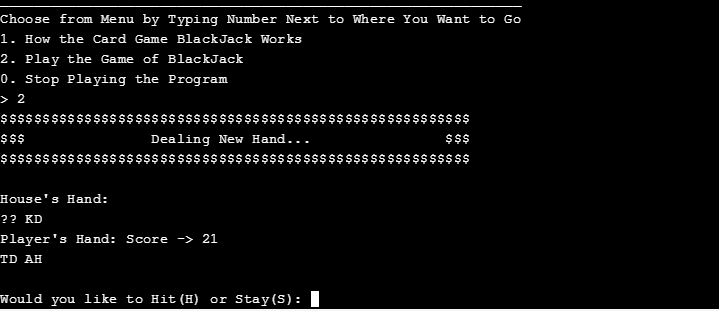 Choose from Menu by Typing Number Next to Where You Want to Go
1. How the Card Game BlackJack Works
2. Play the Game of BlackJack
0. Stop Playing the Program
> 2
$$$$$$$$$$$$$$$$$$$$$$$$$$$$$$$$$$$$$$$$$$$$$$$$$$$$$$$$
$$$               Dealing New Hand...                $$$
$$$$$$$$$$$$$$$$$$$$$$$$$$$$$$$$$$$$$$$$$$$$$$$$$$$$$$$$
House's Hand:
?? KD
Player's Hand: Score -> 21
TD AH
Would you like to Hit(H) or Stay(S):